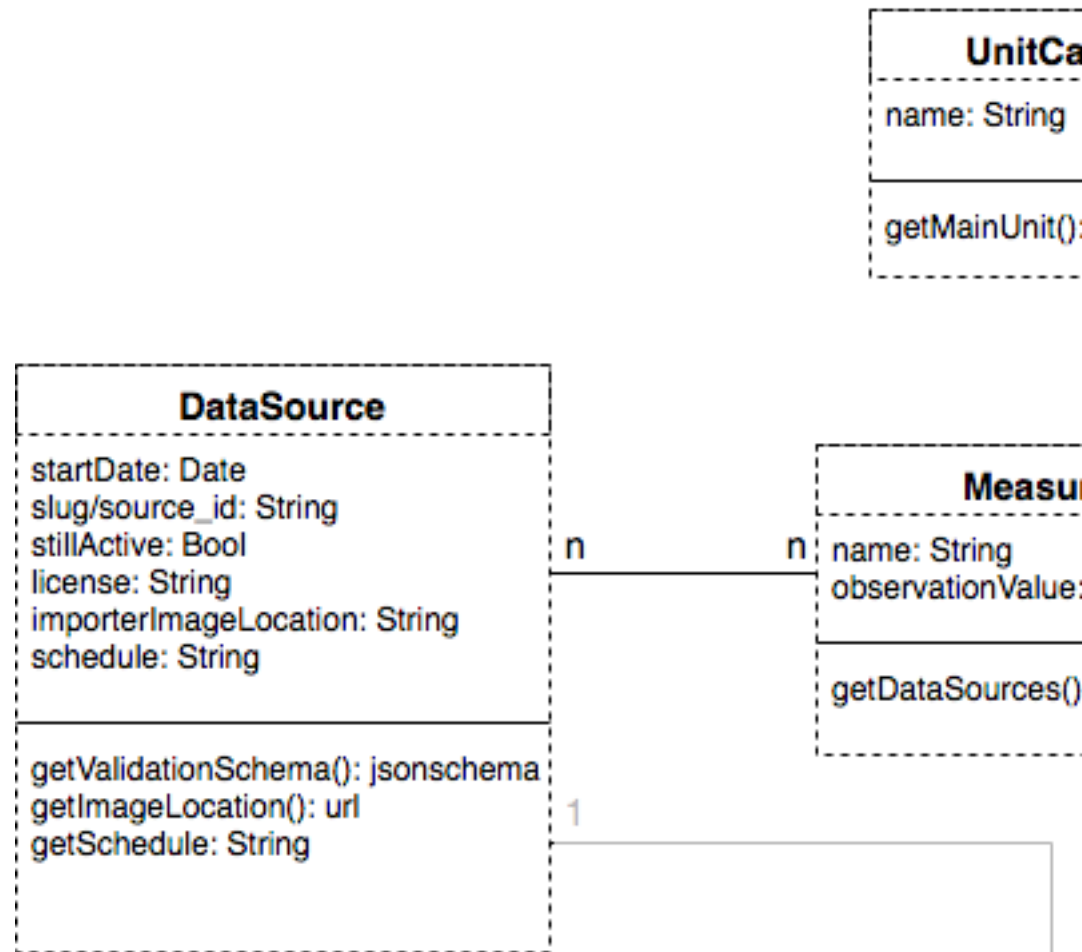 UnitCa
name: String
getMainUnit():
DataSource
startDate: Date
slug/source_id: String
stillActive: Bool
license: String
importerImageLocation: String
schedule: String
getValidationSchema(): jsonschema
getImageLocation(): url
getSchedule: String
n
n
1
Measur
name: String
observationValue:
getDataSources()